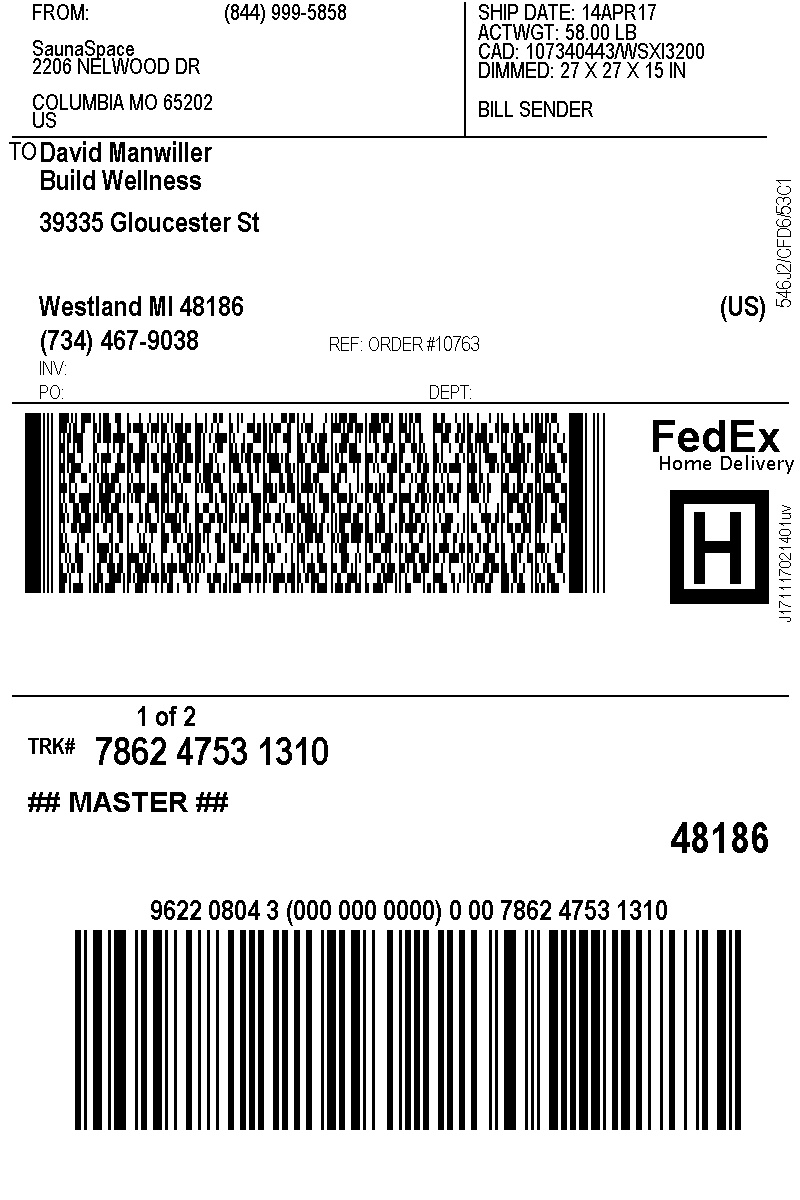 FROM: (844) 999-5858
SaunaSpace
2206 NELWOOD DR
COLUMBIA MO 65202
US
SHIP DATE: 14APR17
ACTWGT: 58.00 LB
CAD: 107340443/WSXI3200
DIMMED: 27 X 27 X 15 IN
BILL SENDER
TO David Manwiller
Build Wellness
39335 Gloucester St
Westland MI 48186 (US)
(734) 467-9038 REF: ORDER #10763
INV:
PO: DEPT:
546J2/CFD6/53C1
FedEx
Home Delivery
H
J171117021401uv
1 of 2
TRK# 7862 4753 1310
## MASTER ##
48186
9622 0804 3 (000 000 0000) 0 00 7862 4753 1310